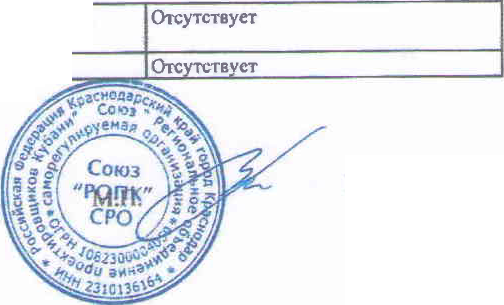 Отсутствует
Отсутствует
Российская Федерация Краснодарский край город Краснодар
* ИНН 2310136164 *
Союз "Региональное объединение проектировщиков Кубани"
саморегулируемая организация
* ОГРН
Союз
"РОПК"
СРО
М.П.